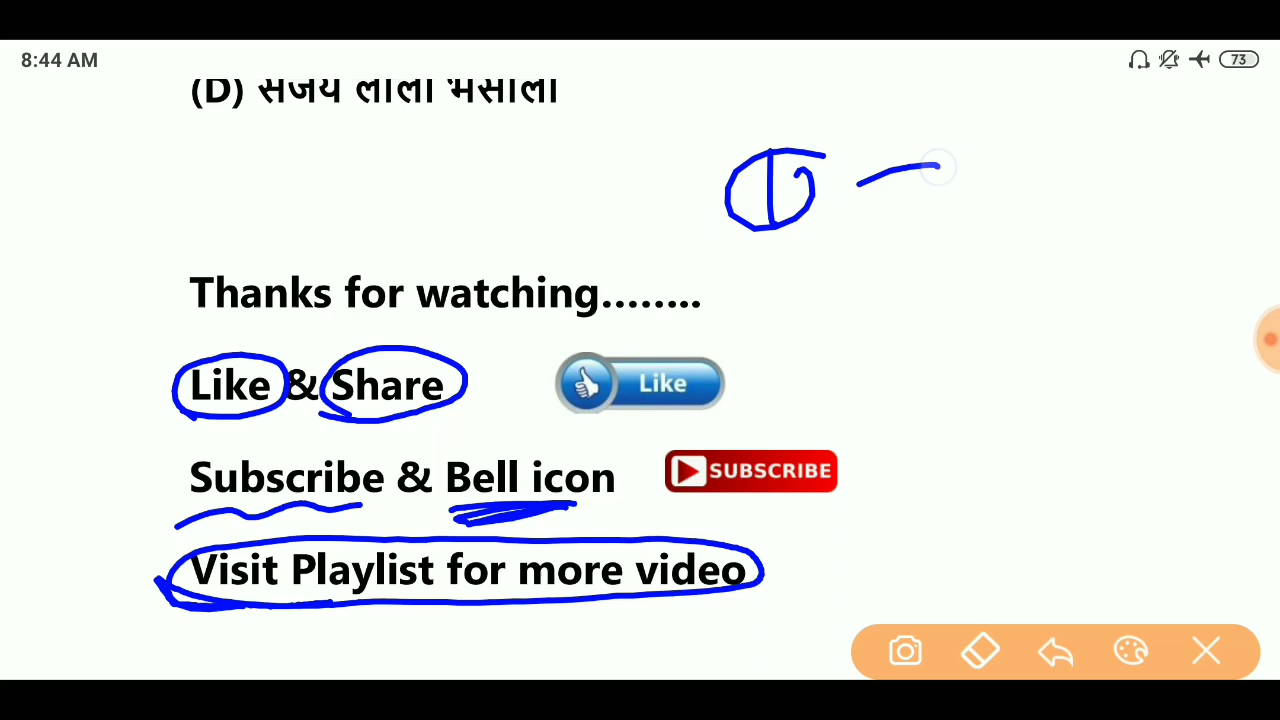 8:44 AM
73
(D) संजय लीला भंसाली
Thanks for watching........
Like & Share
Like
Subscribe & Bell icon
SUBSCRIBE
Visit Playlist for more video